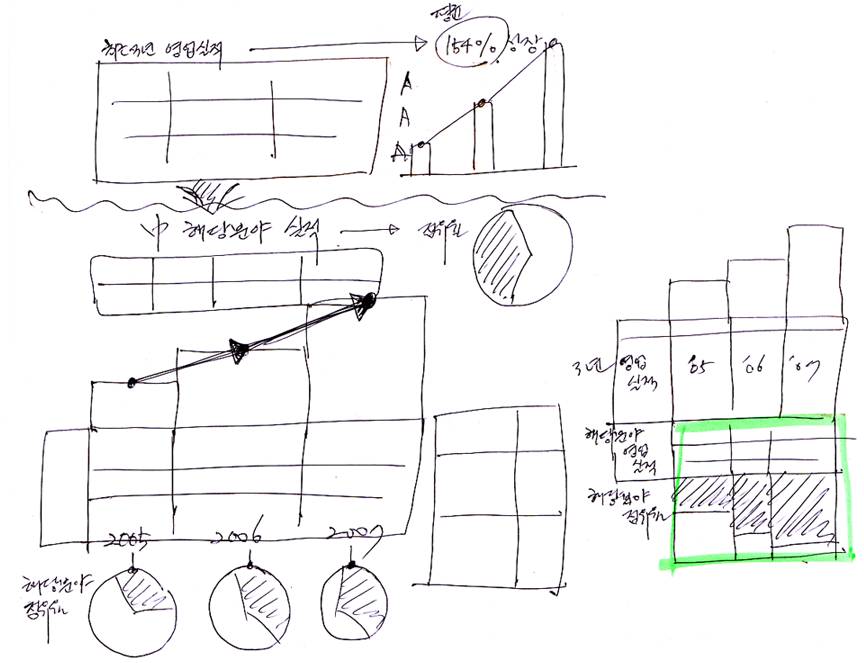 평균
최근3년 영업실적
154% 성장
A
A
A
中 해당분야 실적
점유율
3년 영업
실적
'05
'06
'07
해당분야
영업
실적
해당분야
점유율
2005
2006
2007
해당분야
점유율